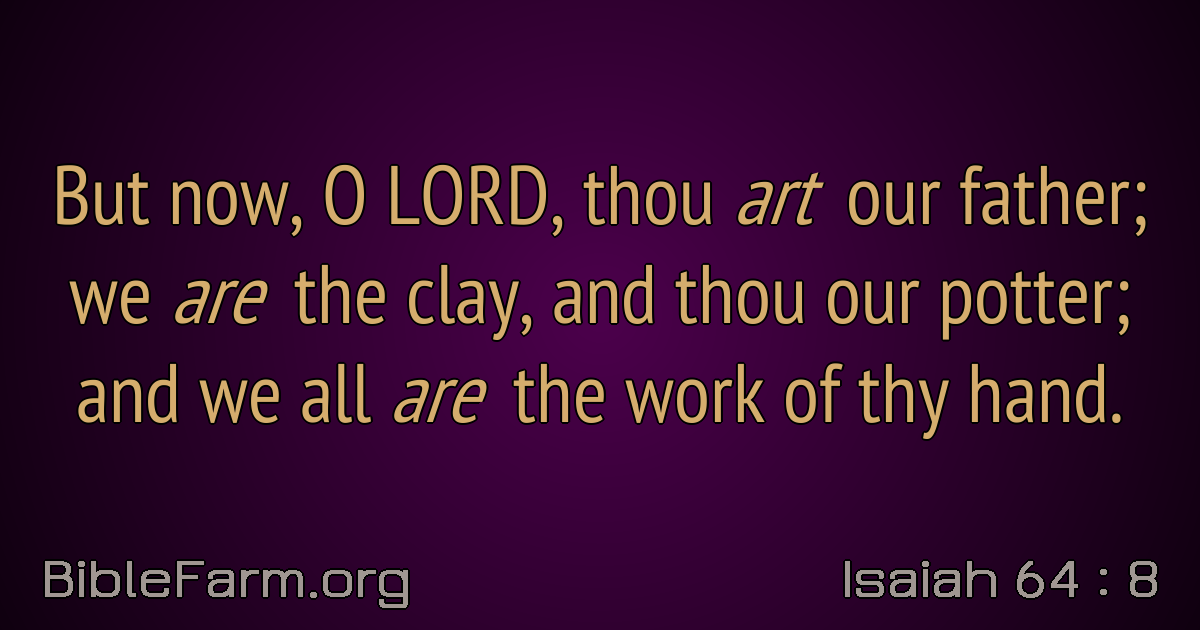 But now, O LORD, thou art our father;
we are the clay, and thou our potter;
and we all are the work of thy hand.
BibleFarm.org
Isaiah 64 : 8